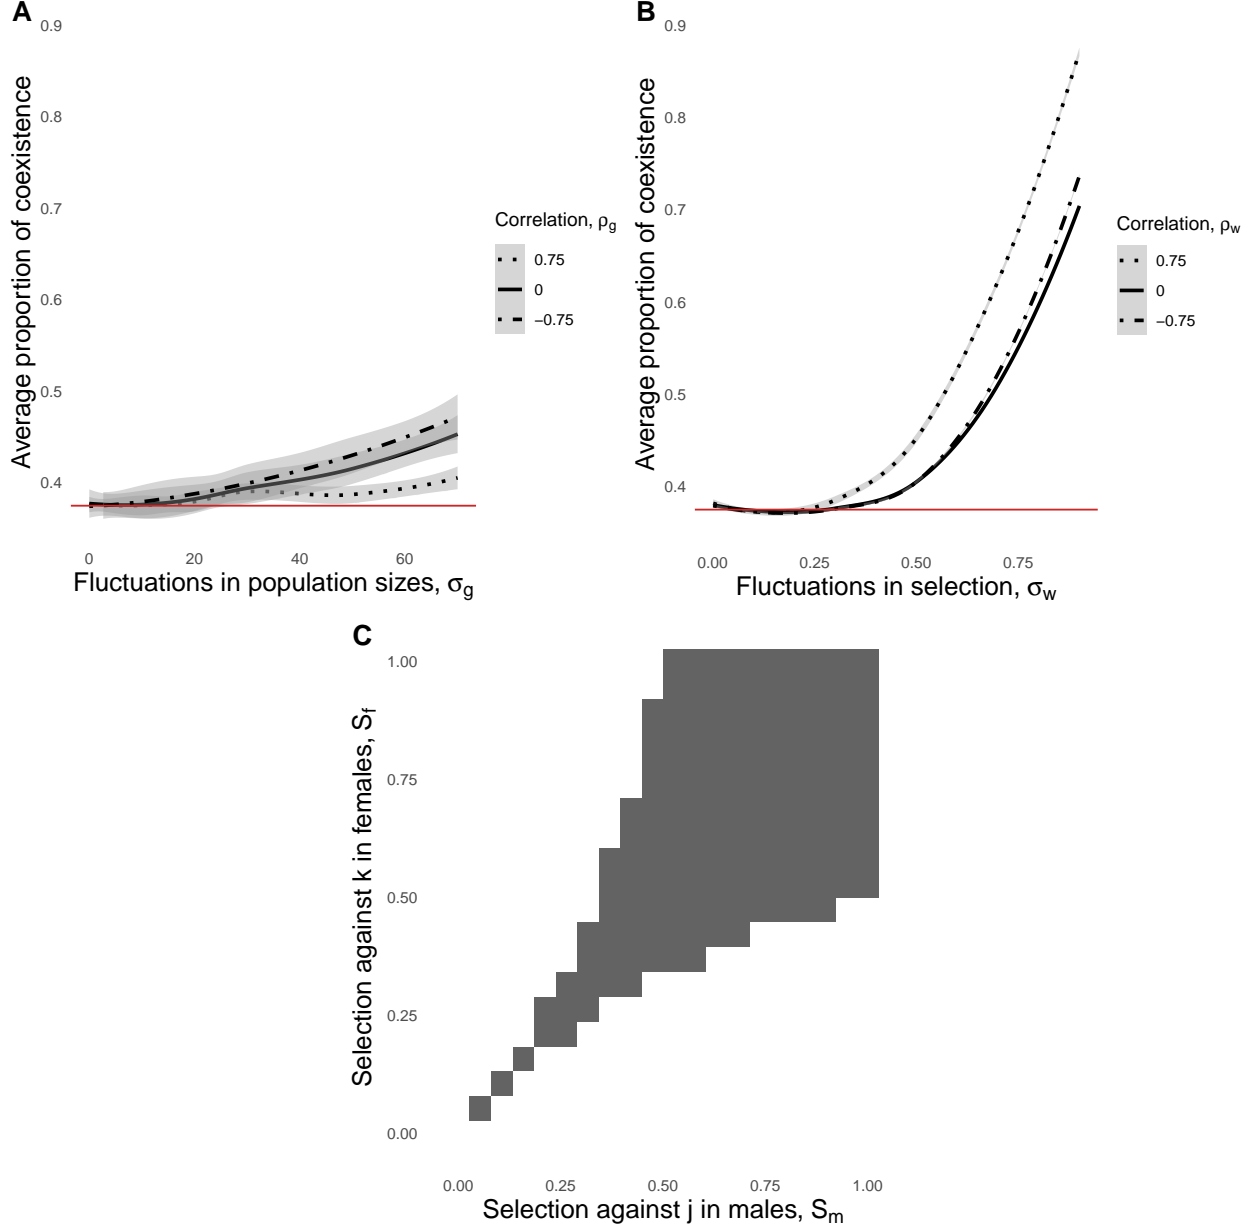 A
0.9
0.8
0.7
0.6
0.5
0.4
Average proportion of coexistence
0 20 40 60
Fluctuations in population sizes, σg
Correlation, ρg
0.75
0
−0.75
B
0.9
0.8
0.7
0.6
0.5
0.4
Average proportion of coexistence
0.00 0.25 0.50 0.75
Fluctuations in selection, σw
Correlation, ρw
0.75
0
−0.75
C
1.00
0.75
0.50
0.25
0.00
Selection against k in females, Sf
0.00 0.25 0.50 0.75 1.00
Selection against j in males, Sm